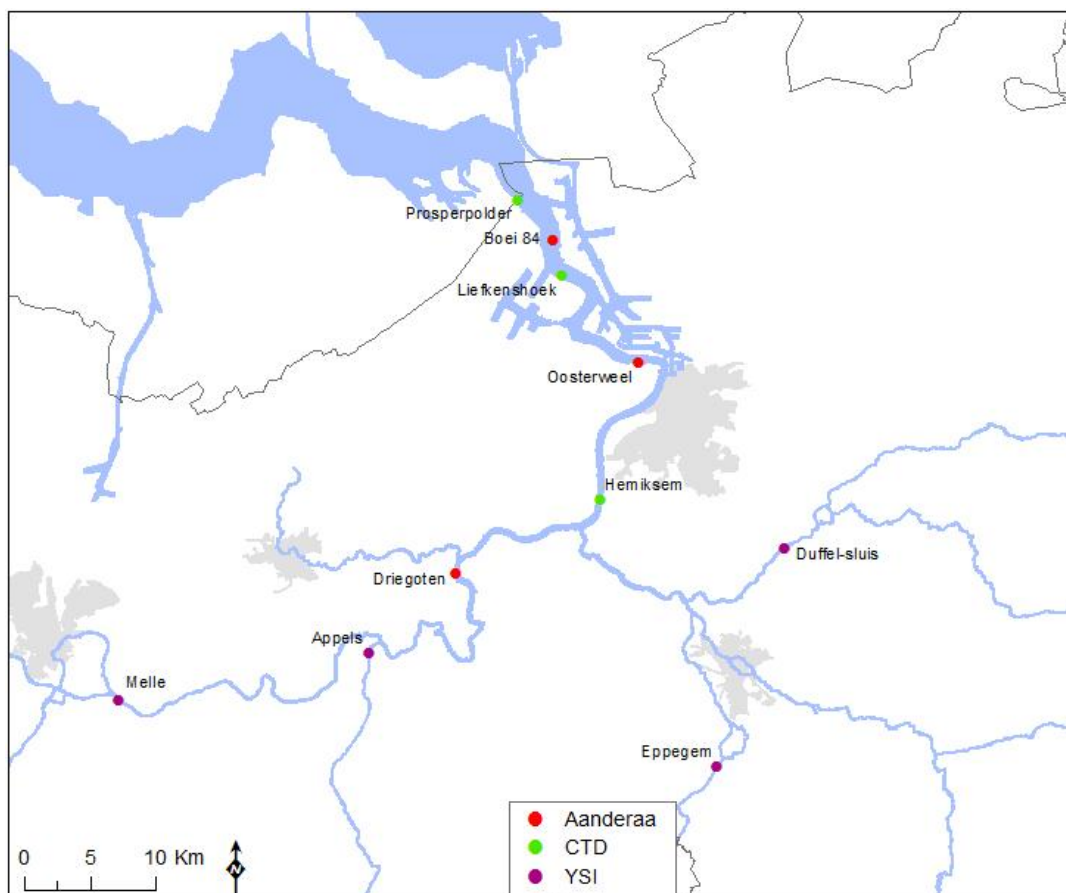 Prosperpolder
Boei 84
Liefkenshoek
Oosterweel
Hemiksem
Duffel-sluis
Driegoten
Appels
Melle
Eppegem
Aanderaa
CTD
YSI
0 5 10 Km
N